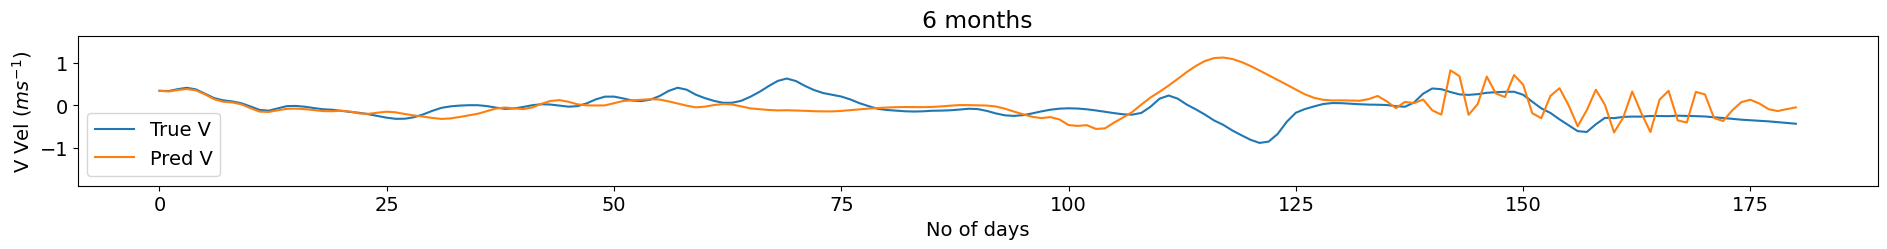 6 months
V Vel (ms⁻¹)
1
0
−1
True V
Pred V
0 25 50 75 100 125 150 175
No of days